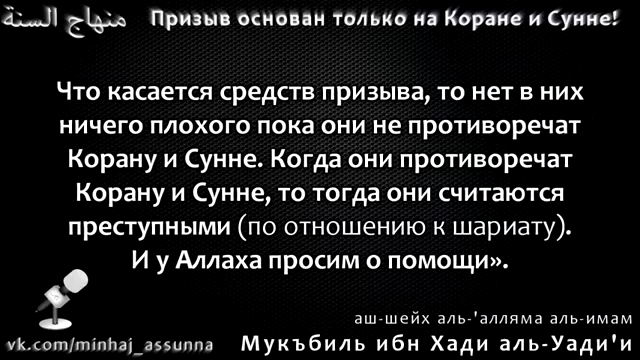 منهاج السنة Призыв основан только на Коране и Сунне!
Что касается средств призыва, то нет в них
ничего плохого пока они не противоречат
Корану и Сунне. Когда они противоречат
Корану и Сунне, то тогда они считаются
преступными (по отношению к шариату).
И у Аллаха просим о помощи».
аш-шейх аль-'алляма аль-имам
vk.com/minhaj_assunna Мукъбиль ибн Хади аль-Уади'и